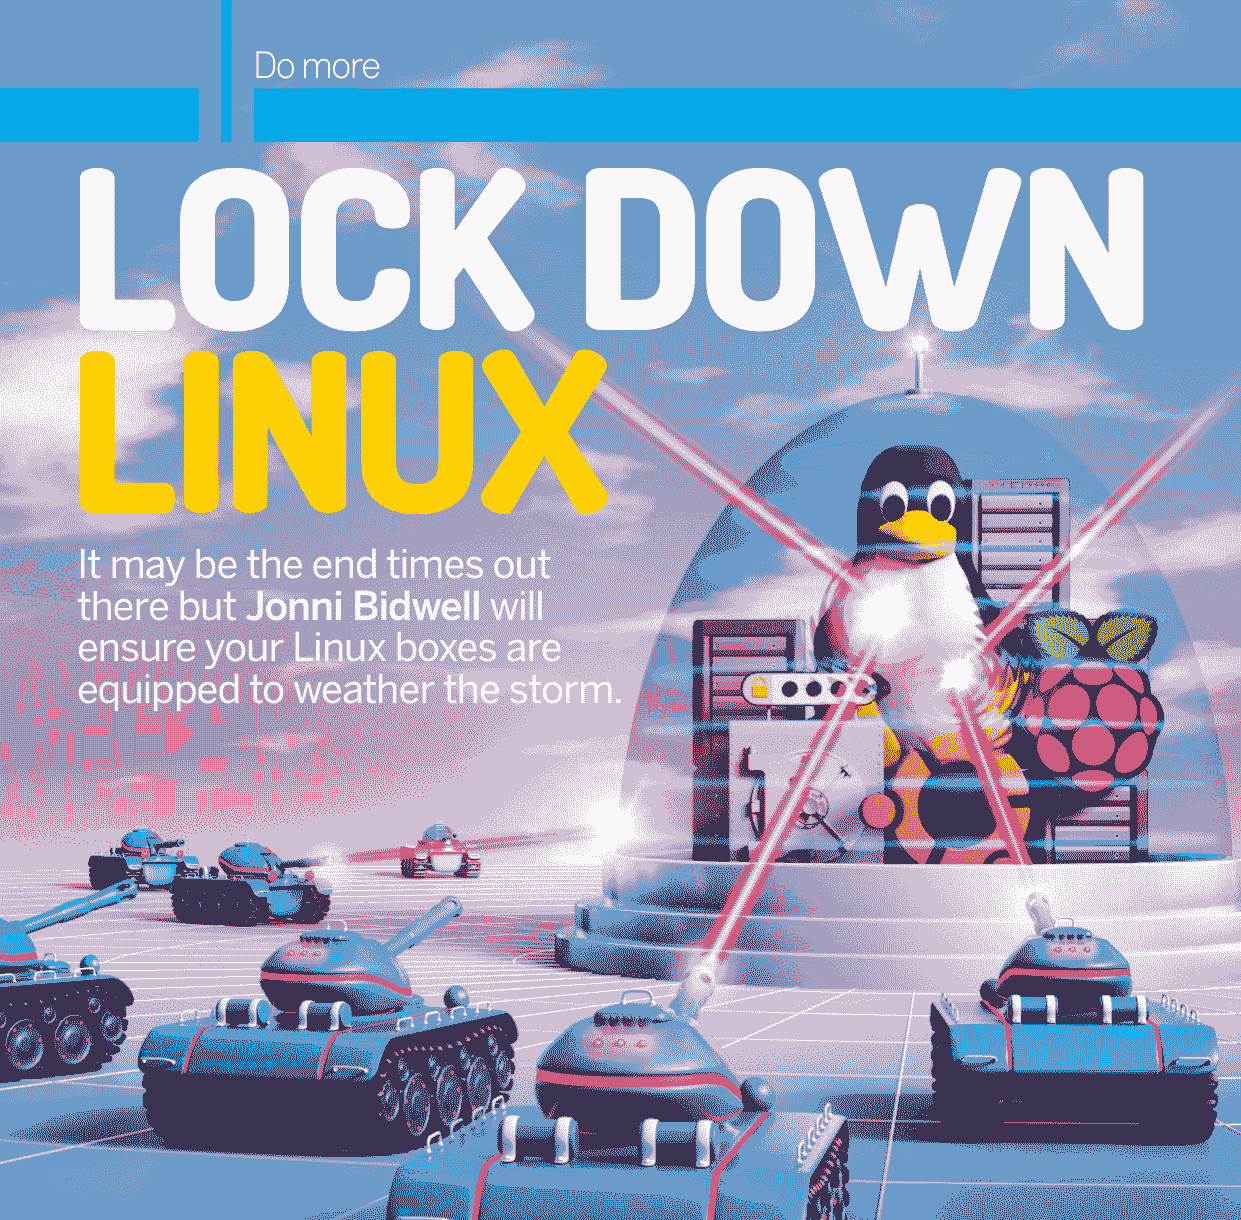 Do more
LOCK DOWN
LINUX
It may be the end times out
there but Jonni Bidwell will
ensure your Linux boxes are
equipped to weather the storm.